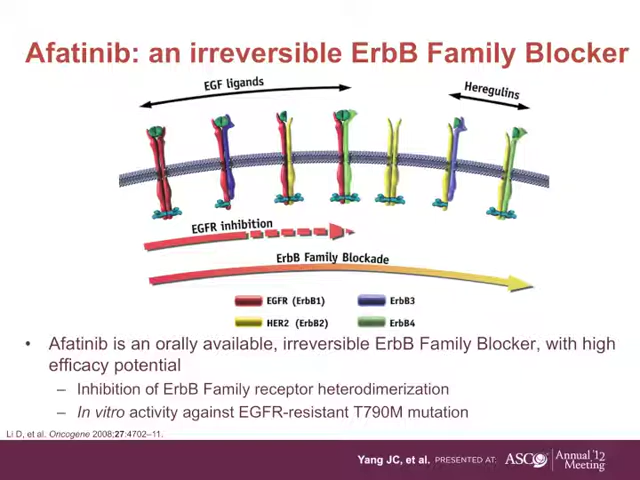 Afatinib: an irreversible ErbB Family Blocker
EGF ligands
Heregulins
EGFR inhibition
ErbB Family Blockade
EGFR (ErbB1)
ErbB3
HER2 (ErbB2)
ErbB4
• Afatinib is an orally available, irreversible ErbB Family Blocker, with high
efficacy potential
– Inhibition of ErbB Family receptor heterodimerization
– In vitro activity against EGFR-resistant T790M mutation
Li D, et al. Oncogene 2008;27:4702–11.
Yang JC, et al. PRESENTED AT: ASCO Annual '12
Meeting